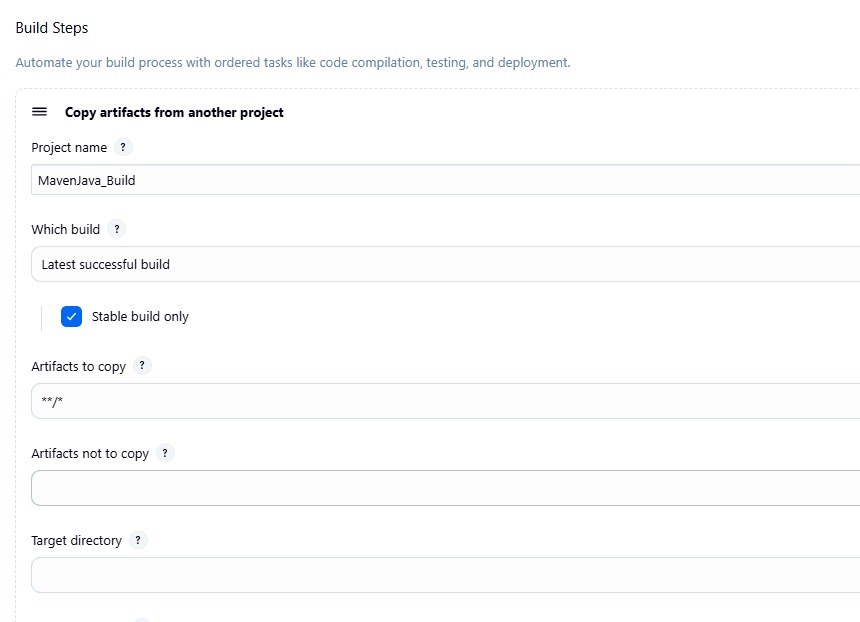 Build Steps
Automate your build process with ordered tasks like code compilation, testing, and deployment.
Copy artifacts from another project
Project name ?
MavenJava_Build
Which build ?
Latest successful build
Stable build only
Artifacts to copy ?
**/*
Artifacts not to copy ?
Target directory ?